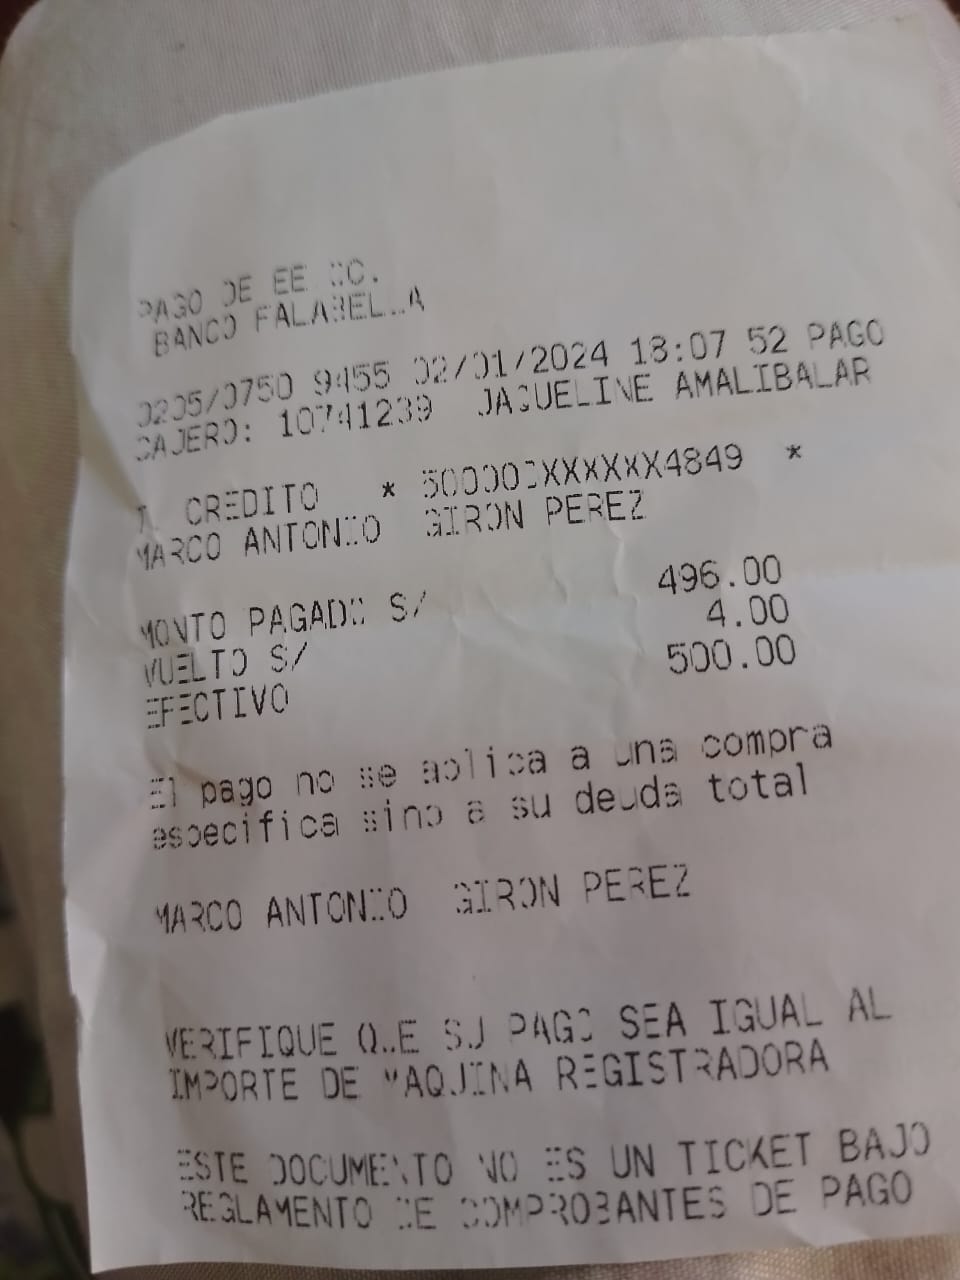 PAGO DE EE CC.
BANCO FALABELLA
0205/0750 9455 02/01/2024 18:07 52 PAGO
CAJERO: 10741239 JAQUELINE AMALIBALAR
T. CREDITO * 500000XXXXXX4849 *
MARCO ANTONIO GIRON PEREZ
MONTO PAGADO S/ 496.00
VUELTO S/ 4.00
EFECTIVO 500.00
El pago no se aplica a una compra
especifica sino a su deuda total
MARCO ANTONIO GIRON PEREZ
VERIFIQUE QUE SU PAGO SEA IGUAL AL
IMPORTE DE MAQUINA REGISTRADORA
ESTE DOCUMENTO NO ES UN TICKET BAJO
REGLAMENTO DE COMPROBANTES DE PAGO